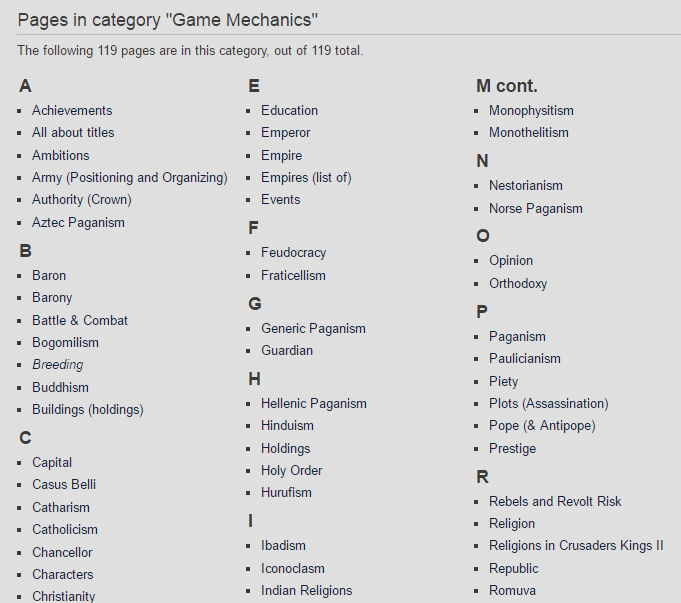 Pages in category "Game Mechanics"
The following 119 pages are in this category, out of 119 total.
A
Achievements
All about titles
Ambitions
Army (Positioning and Organizing)
Authority (Crown)
Aztec Paganism
B
Baron
Barony
Battle & Combat
Bogomilism
Breeding
Buddhism
Buildings (holdings)
C
Capital
Casus Belli
Catharism
Catholicism
Chancellor
Characters
Christianity
E
Education
Emperor
Empire
Empires (list of)
Events
F
Feudocracy
Fraticellism
G
Generic Paganism
Guardian
H
Hellenic Paganism
Hinduism
Holdings
Holy Order
Hurufism
I
Ibadism
Iconoclasm
Indian Religions
M cont.
Monophysitism
Monothelitism
N
Nestorianism
Norse Paganism
O
Opinion
Orthodoxy
P
Paganism
Paulicianism
Piety
Plots (Assassination)
Pope (& Antipope)
Prestige
R
Rebels and Revolt Risk
Religion
Religions in Crusaders Kings II
Republic
Romuva